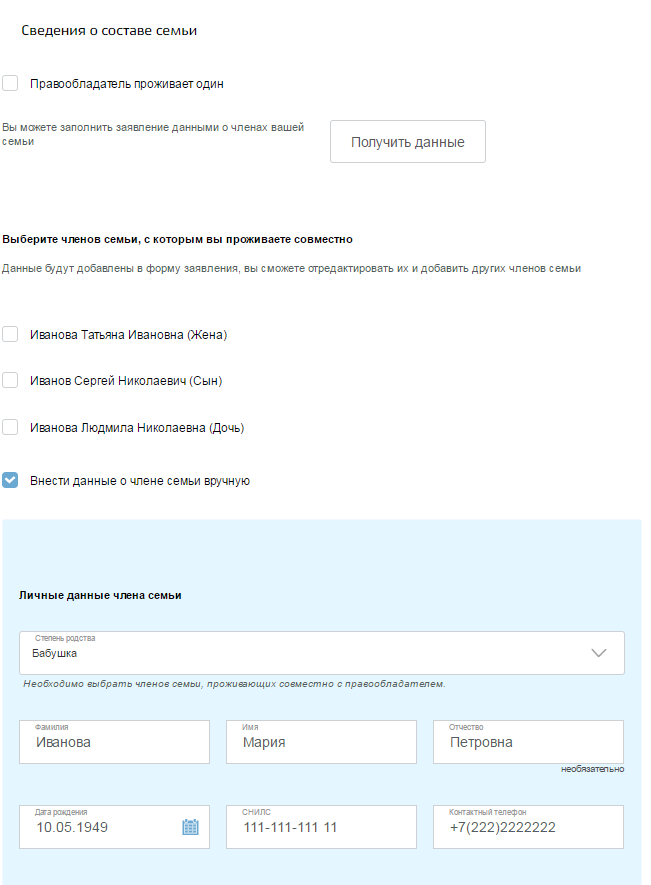 Сведения о составе семьи
Правообладатель проживает один
Вы можете заполнить заявление данными о членах вашей
семьи
Получить данные
Выберите членов семьи, с которым вы проживаете совместно
Данные будут добавлены в форму заявления, вы сможете отредактировать их и добавить других членов семьи
Иванова Татьяна Ивановна (Жена)
Иванов Сергей Николаевич (Сын)
Иванова Людмила Николаевна (Дочь)
Внести данные о члене семьи вручную
Личные данные члена семьи
Степень родства
Бабушка
Необходимо выбрать членов семьи, проживающих совместно с правообладателем.
Фамилия
Иванова
Имя
Мария
Отчество
Петровна
необязательно
Дата рождения
10.05.1949
СНИЛС
111-111-111 11
Контактный телефон
+7(222)2222222